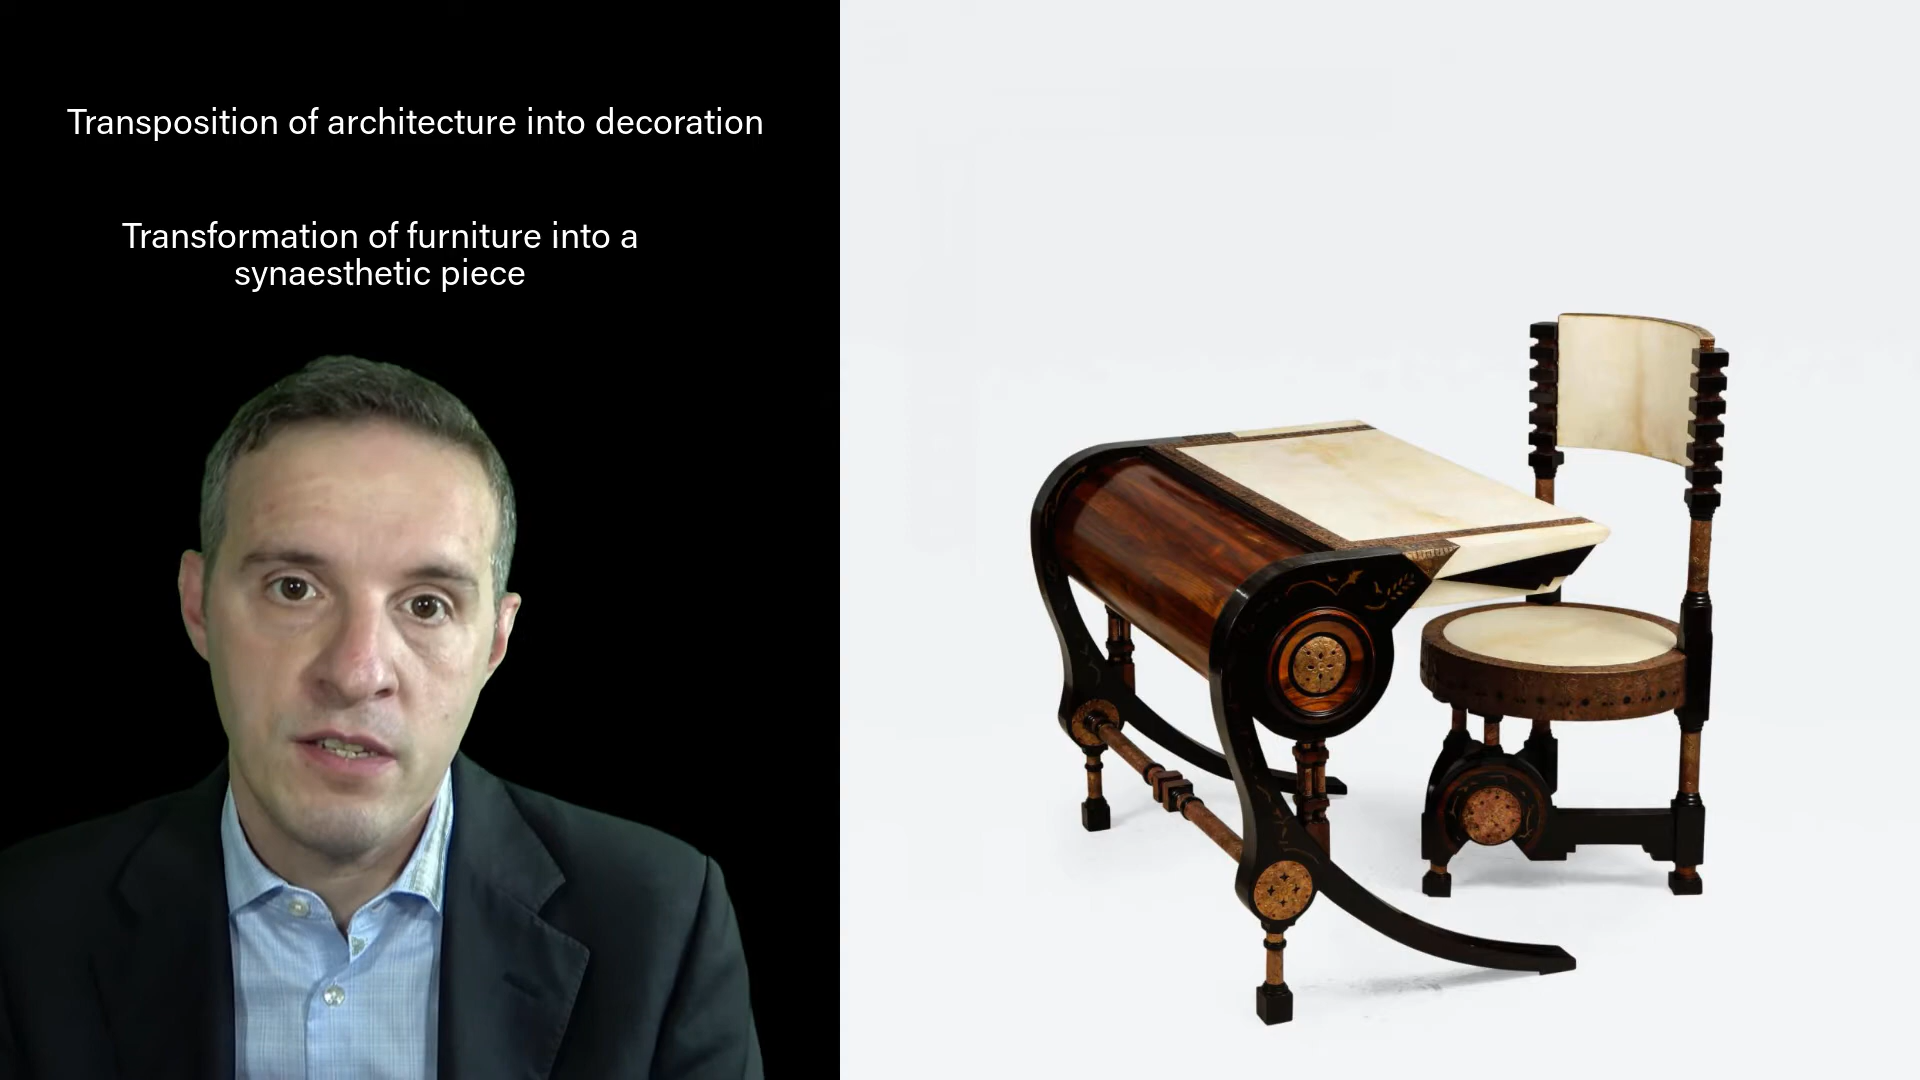 Transposition of architecture into decoration
Transformation of furniture into a
synaesthetic piece